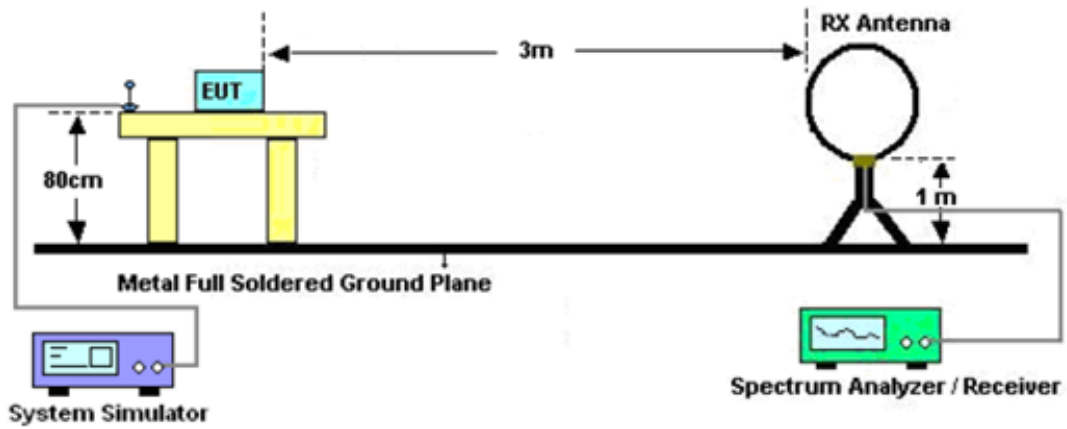 RX Antenna
3m
EUT
80cm
1 m
Metal Full Soldered Ground Plane
System Simulator
Spectrum Analyzer / Receiver